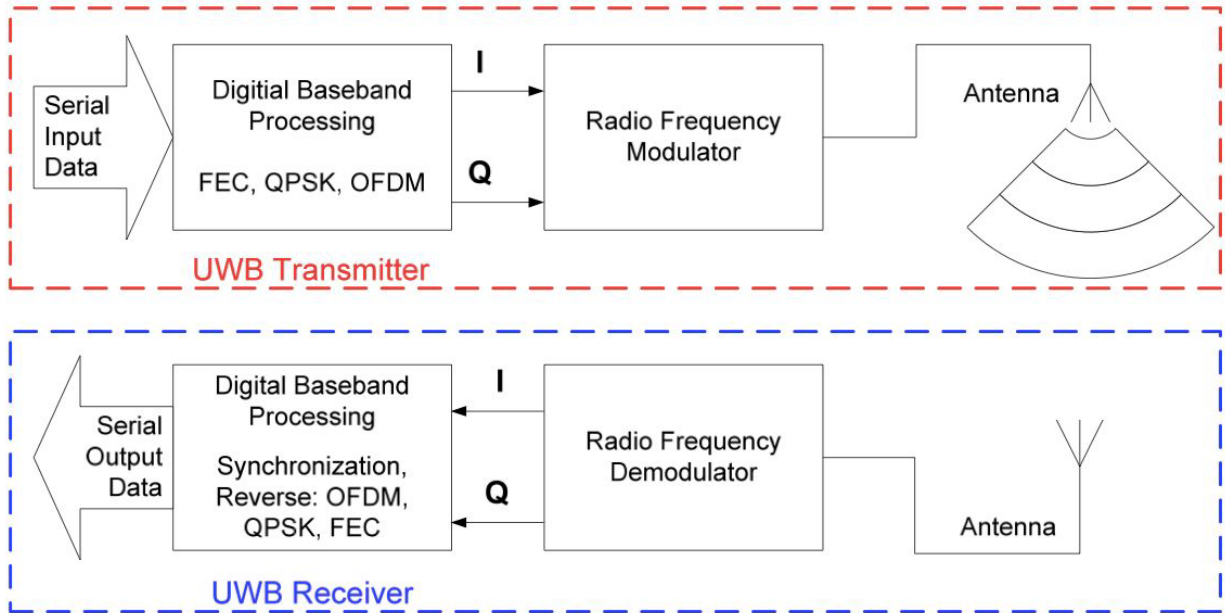 Serial
Input
Data
Digitial Baseband
Processing
FEC, QPSK, OFDM
I
Q
Radio Frequency
Modulator
Antenna
UWB Transmitter
Serial
Output
Data
Digital Baseband
Processing
Synchronization,
Reverse: OFDM,
QPSK, FEC
I
Q
Radio Frequency
Demodulator
Antenna
UWB Receiver